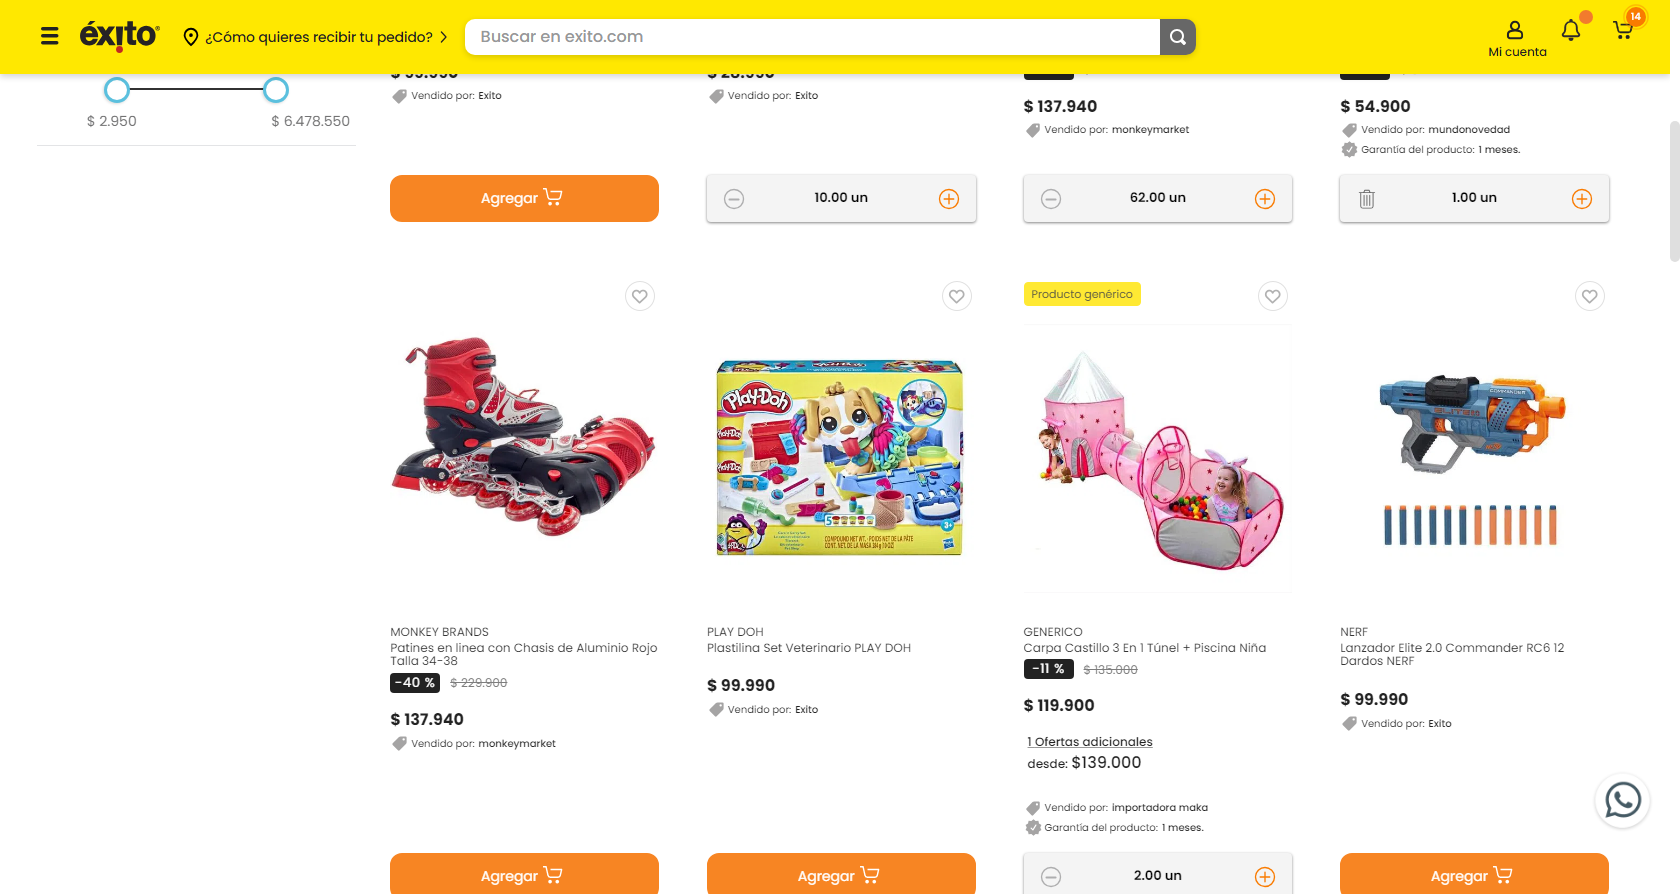 éxito
¿Cómo quieres recibir tu pedido?
Buscar en exito.com
Mi cuenta
14
$ 2.950
$ 6.478.550
Vendido por: Exito
Agregar
Vendido por: Exito
10.00 un
$ 137.940
Vendido por: monkeymarket
62.00 un
$ 54.900
Vendido por: mundonovedad
Garantía del producto: 1 meses.
1.00 un
MONKEY BRANDS
Patines en linea con Chasis de Aluminio Rojo
Talla 34-38
-40 % $ 229.900
$ 137.940
Vendido por: monkeymarket
Agregar
Play-Doh
3+
PLAY DOH
Plastilina Set Veterinario PLAY DOH
$ 99.990
Vendido por: Exito
Agregar
Producto genérico
GENERICO
Carpa Castillo 3 En 1 Túnel + Piscina Niña
-11 % $ 135.000
$ 119.900
1 Ofertas adicionales
desde: $139.000
Vendido por: importadora maka
Garantía del producto: 1 meses.
2.00 un
NERF
Lanzador Elite 2.0 Commander RC6 12
Dardos NERF
$ 99.990
Vendido por: Exito
Agregar